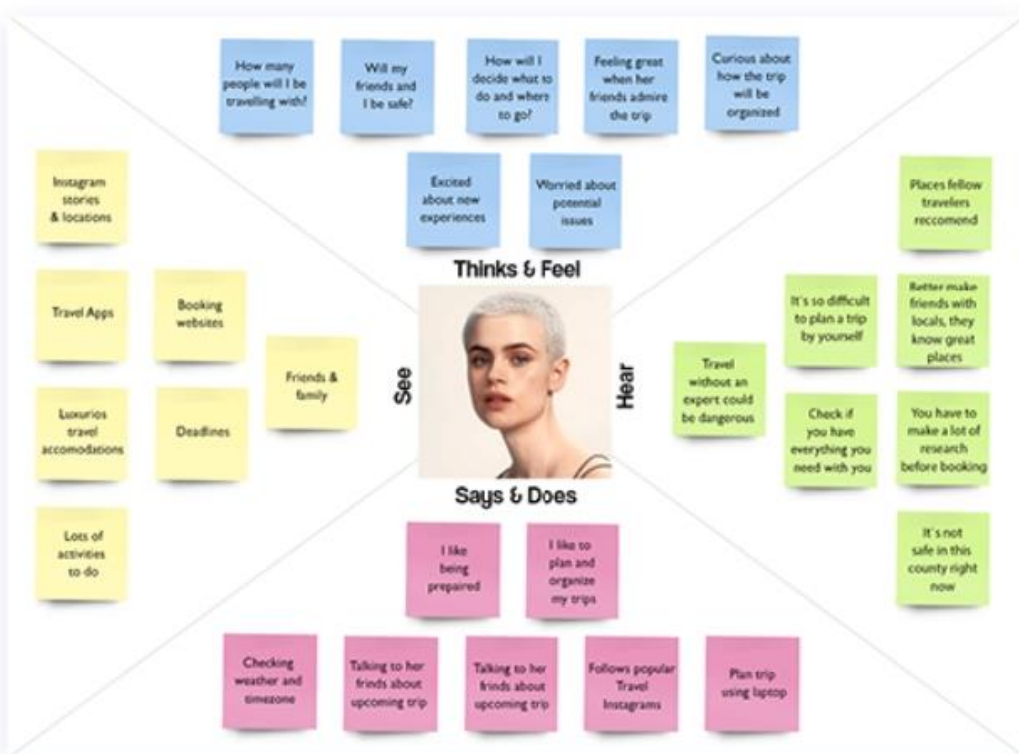 How many
people will I be
travelling with?
Will my
friends and
I be safe?
How will I
decide what to
do and where
to go?
Feeling great
when her
friends admire
the trip
Curious about
how the trip
will be
organized
Excited
about new
experiences
Worried about
potential
issues
Thinks & Feel
Instagram
stories
& locations
Travel Apps
Booking
websites
Friends &
family
Luxurios
travel
accomodations
Deadlines
Lots of
activities
to do
See
Hear
Places fellow
travelers
reccomend
It's so difficult
to plan a trip
by yourself
Better make
friends with
locals, they
know great
places
Travel
without an
expert could
be dangerous
Check if
you have
everything you
need with you
You have to
make a lot of
research
before booking
It's not
safe in this
county right
now
Says & Does
I like
being
prepaired
I like to
plan and
organize
my trips
Checking
weather and
timezone
Talking to her
frinds about
upcoming trip
Talking to her
frinds about
upcoming trip
Follows popular
Travel
Instagrams
Plan trip
using laptop